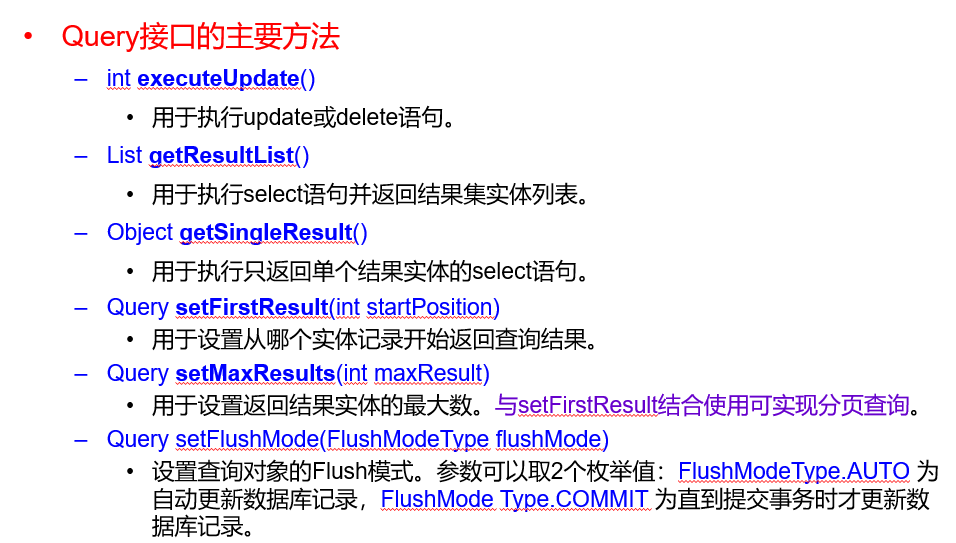 • Query接口的主要方法
– int executeUpdate()
• 用于执行update或delete语句。
– List getResultList()
• 用于执行select语句并返回结果集实体列表。
– Object getSingleResult()
• 用于执行只返回单个结果实体的select语句。
– Query setFirstResult(int startPosition)
• 用于设置从哪个实体记录开始返回查询结果。
– Query setMaxResults(int maxResult)
• 用于设置返回结果实体的最大数。与setFirstResult结合使用可实现分页查询。
– Query setFlushMode(FlushModeType flushMode)
• 设置查询对象的Flush模式。参数可以取2个枚举值：FlushModeType.AUTO 为
自动更新数据库记录，FlushMode Type.COMMIT 为直到提交事务时才更新数
据库记录。